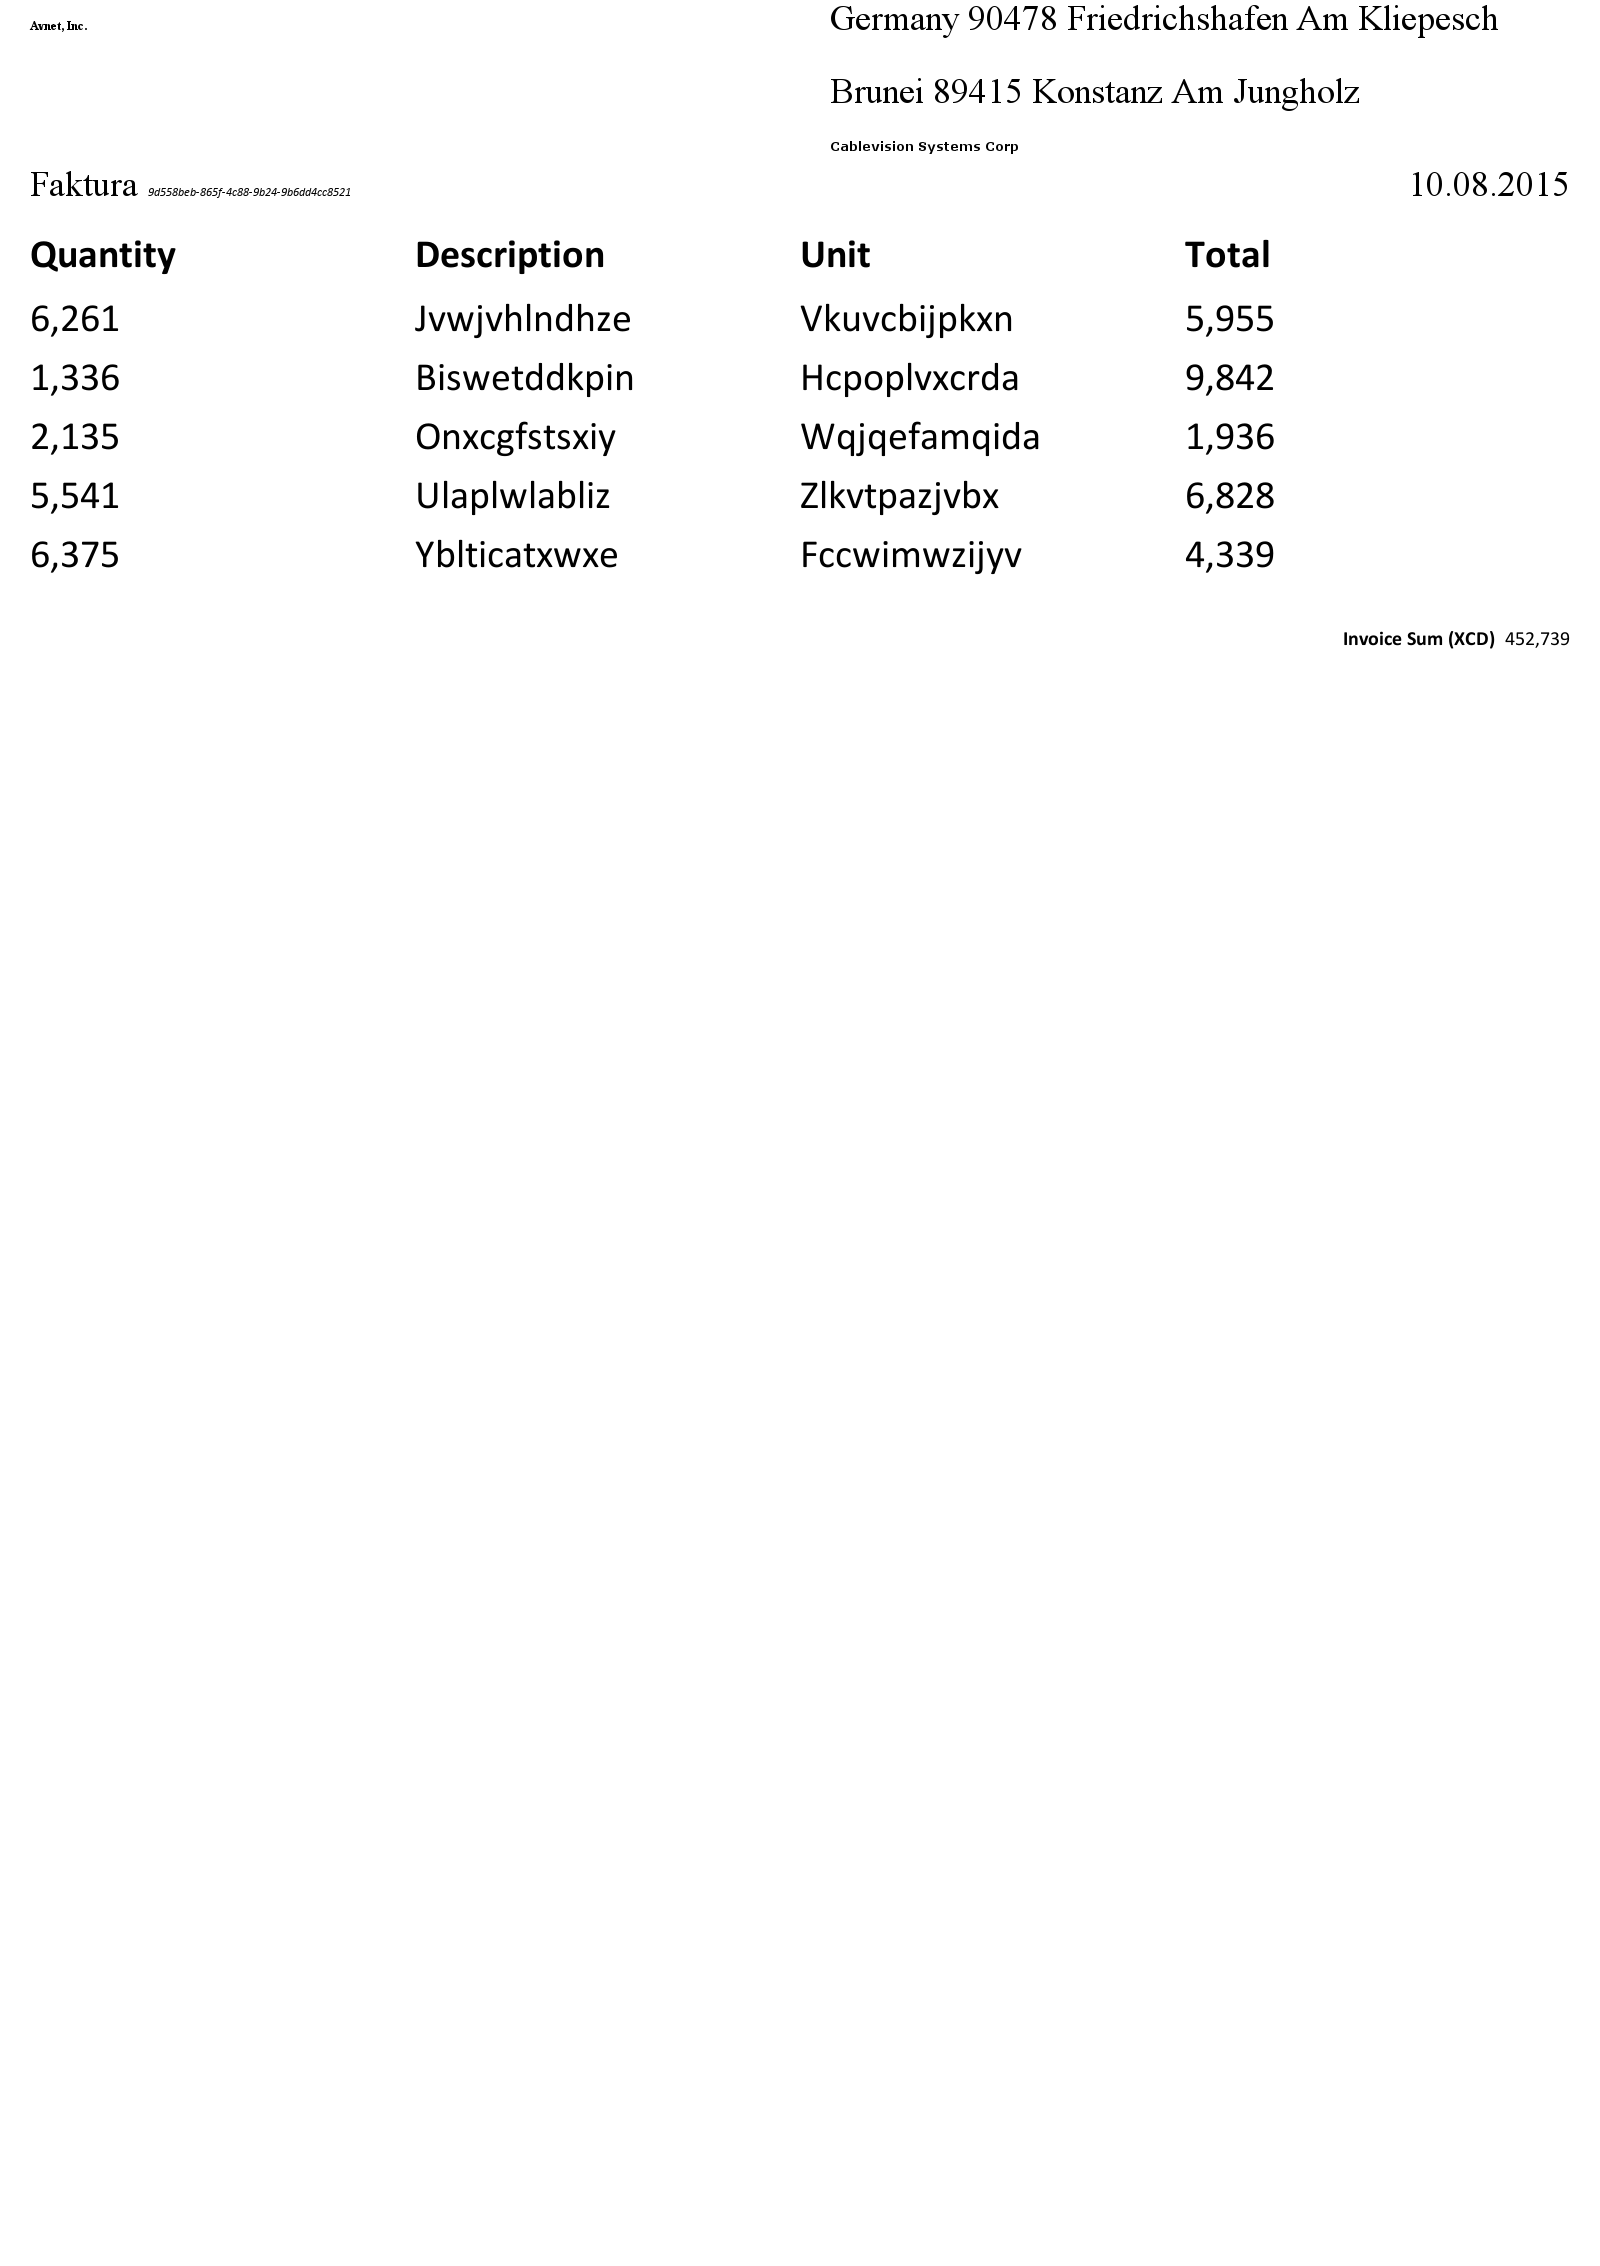 Avnet, Inc.
Germany 90478 Friedrichshafen Am Kliepesch
Brunei 89415 Konstanz Am Jungholz
Cablevision Systems Corp
Faktura 9d558beb-865f-4c88-9b24-9b6dd4cc8521 10.08.2015
Quantity Description Unit Total
6,261 Jvwjvhlndhze Vkuvcbijpkxn 5,955
1,336 Biswetddkpin Hcpoplvxcrda 9,842
2,135 Onxcgfstsxiy Wqjqefamqida 1,936
5,541 Ulaplwlabliz Zlkvtpazjvbx 6,828
6,375 Yblticatxwxe Fccwimwzijyv 4,339
Invoice Sum (XCD) 452,739